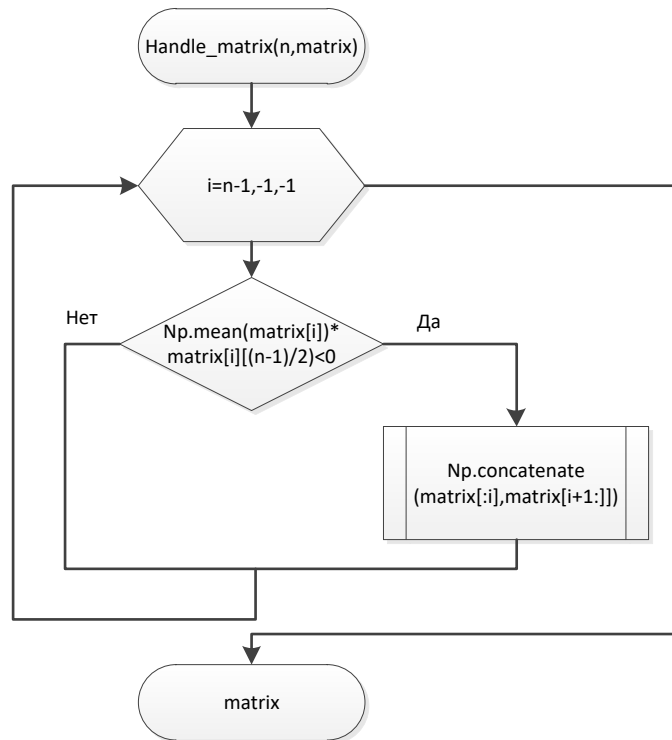 Handle_matrix(n,matrix)
i=n-1,-1,-1
Нет
Да
Np.mean(matrix[i])*
matrix[i][(n-1)/2)<0
Np.concatenate
(matrix[:i],matrix[i+1:]])
matrix